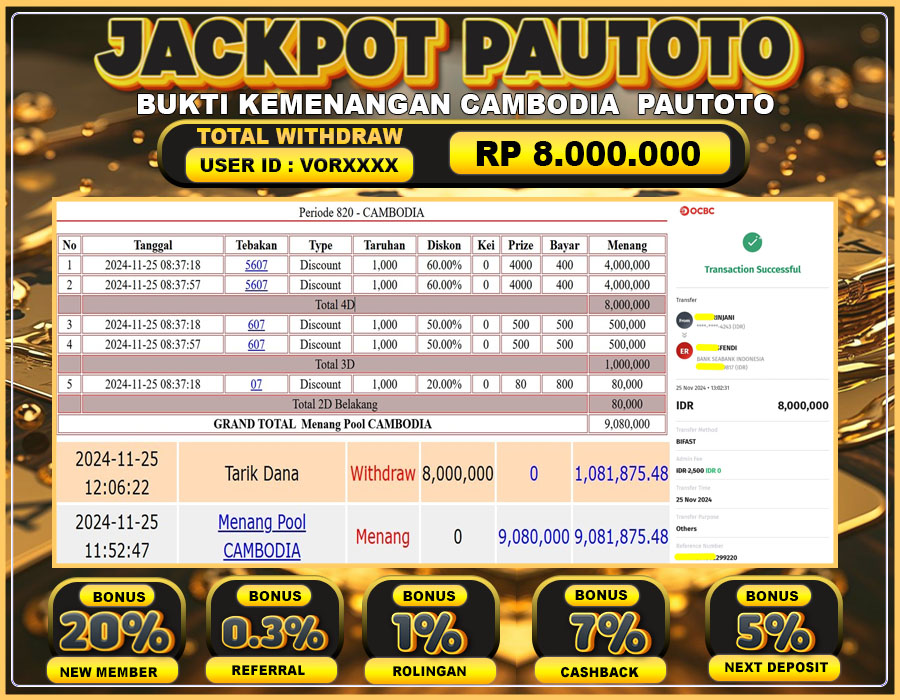 JACKPOT PAUTOTO
BUKTI KEMENANGAN CAMBODIA PAUTOTO
TOTAL WITHDRAW
USER ID : VORXXXX
RP 8.000.000
Periode 820 - CAMBODIA
No Tanggal Tebakan Type Taruhan Diskon Kei Prize Bayar Menang
1 2024-11-25 08:37:18 5607 Discount 1,000 60.00% 0 4000 400 4,000,000
2 2024-11-25 08:37:57 5607 Discount 1,000 60.00% 0 4000 400 4,000,000
Total 4D 8,000,000
3 2024-11-25 08:37:18 607 Discount 1,000 50.00% 0 500 500 500,000
4 2024-11-25 08:37:57 607 Discount 1,000 50.00% 0 500 500 500,000
Total 3D 1,000,000
5 2024-11-25 08:37:18 07 Discount 1,000 20.00% 0 80 800 80,000
Total 2D Belakang 80,000
GRAND TOTAL Menang Pool CAMBODIA 9,080,000
2024-11-25 12:06:22 Tarik Dana Withdraw 8,000,000 0 1,081,875.48
2024-11-25 11:52:47 Menang Pool CAMBODIA Menang 0 9,080,000 9,081,875.48
OCBC
Transaction Successful
Transfer
INJANI
4243 (IDR)
ER
FENDI
BANK SEABANK INDONESIA
(IDR)
25 Nov 2024 • 13:02:31
IDR 8,000,000
Transfer Method
BIFAST
Admin Fee
IDR 2,500 IDR 0
Transfer Time
25 Nov 2024
Transfer Purpose
Others
Reference Number
299220
BONUS
20%
NEW MEMBER
BONUS
0.3%
REFERRAL
BONUS
1%
ROLINGAN
BONUS
7%
CASHBACK
BONUS
5%
NEXT DEPOSIT